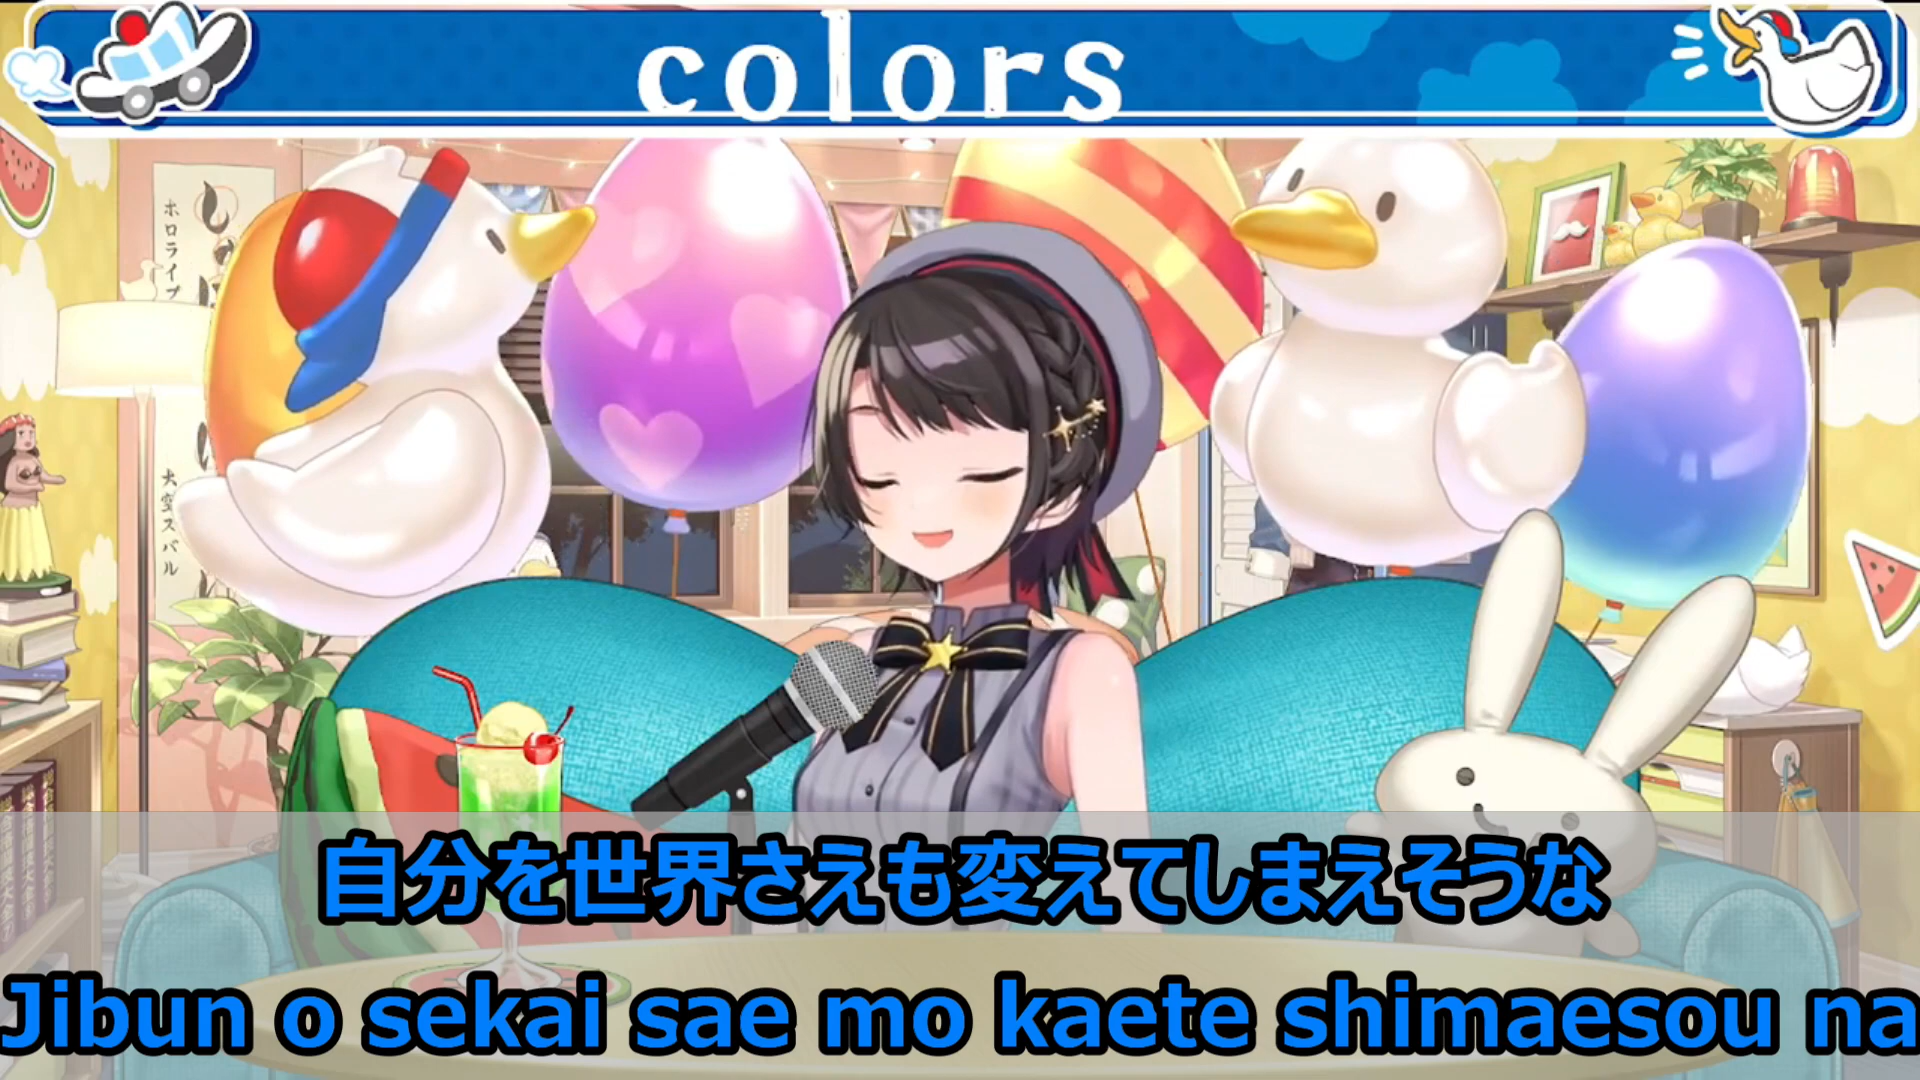 colors
ホロライブ
大空スバル
自分を世界さえも変えてしまえそうな
Jibun o sekai sae mo kaete shimaesou na